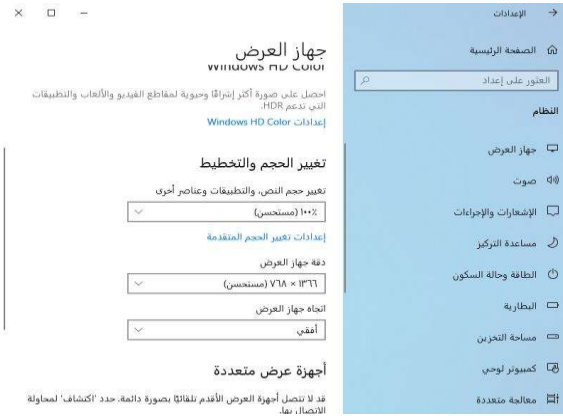 الإعدادات
الصفحة الرئيسية
العثور على إعداد
النظام
جهاز العرض
صوت
الإشعارات والإجراءات
مساعدة التركيز
الطاقة وحالة السكون
البطارية
مساحة التخزين
كمبيوتر لوحي
معالجة متعددة
جهاز العرض
Windows HD Color
احصل على صورة أكثر إشراقًا وحيوية لمقاطع الفيديو والألعاب والتطبيقات
التي تدعم HDR.
إعدادات Windows HD Color
تغيير الحجم والتخطيط
تغيير حجم النص، والتطبيقات وعناصر أخرى
١٠٠٪ (مستحسن)
إعدادات تغيير الحجم المتقدمة
دقة جهاز العرض
١٣٦٦ × ٧٦٨ (مستحسن)
اتجاه جهاز العرض
أفقي
أجهزة عرض متعددة
قد لا تتصل أجهزة العرض الأقدم تلقائيًا بصورة دائمة. حدد 'اكتشاف' لمحاولة
الاتصال بها.